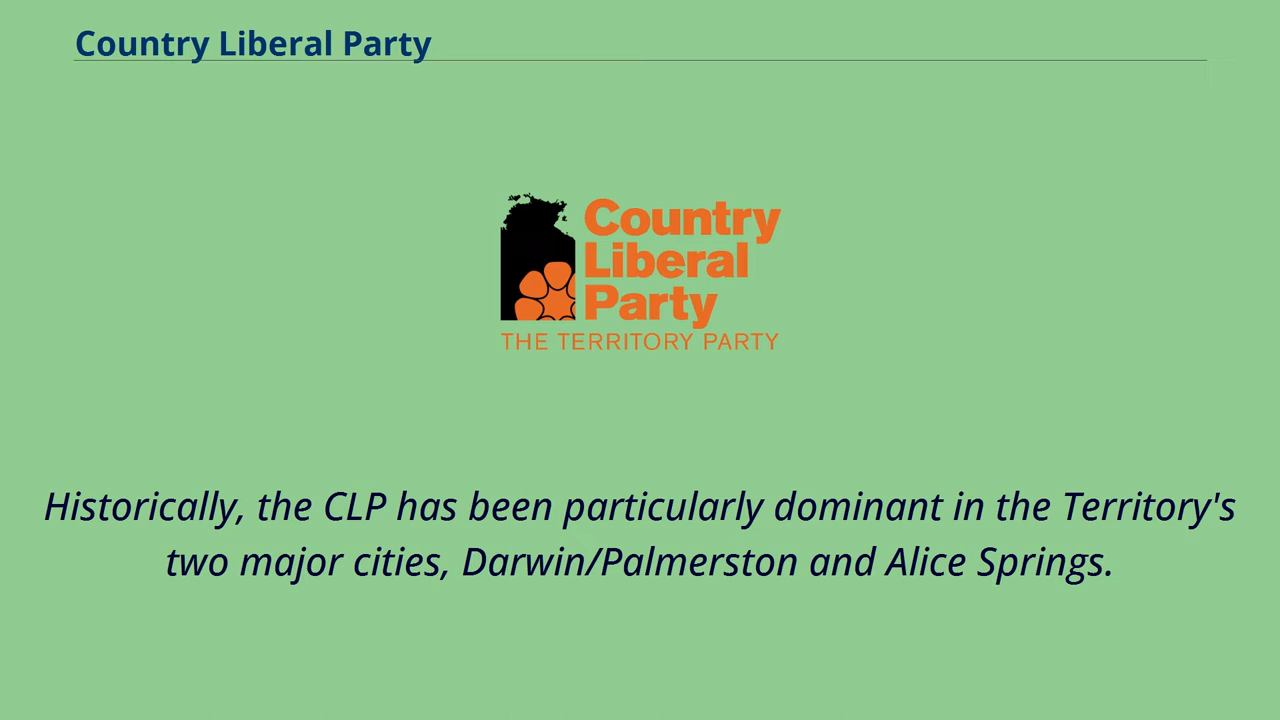 Country Liberal Party
Country
Liberal
Party
THE TERRITORY PARTY
Historically, the CLP has been particularly dominant in the Territory's
two major cities, Darwin/Palmerston and Alice Springs.